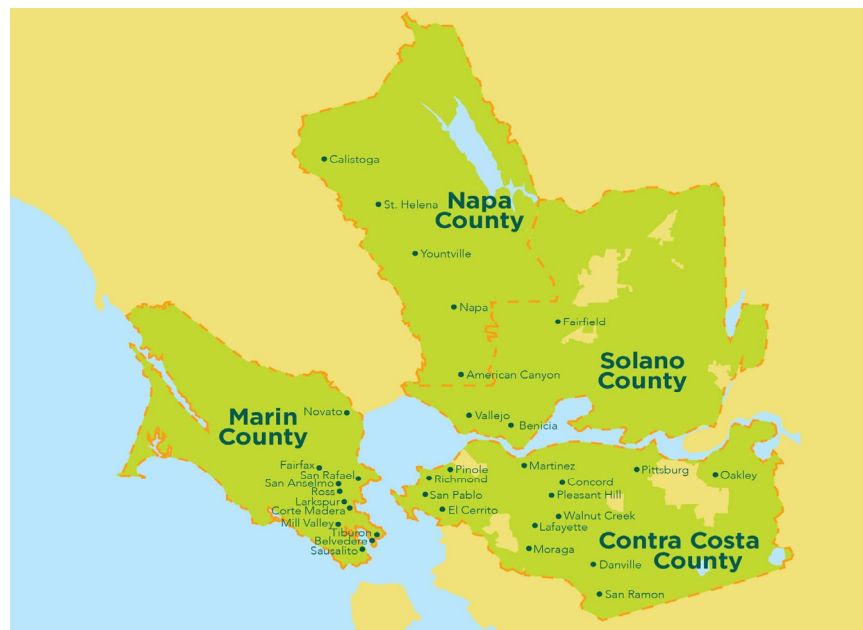 Calistoga
St. Helena
Napa
County
Yountville
Napa
Fairfield
Solano
County
American Canyon
Vallejo
Benicia
Marin
County
Novato
Fairfax
San Rafael
San Anselmo
Ross
Larkspur
Corte Madera
Mill Valley
Tiburon
Belvedere
Sausalito
Pinole
Richmond
San Pablo
El Cerrito
Martinez
Concord
Pleasant Hill
Pittsburg
Oakley
Walnut Creek
Lafayette
Contra Costa
County
Moraga
Danville
San Ramon